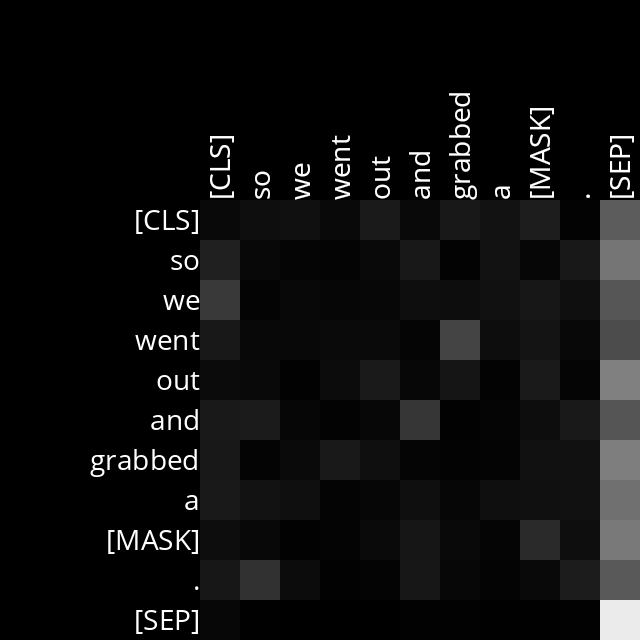 [CLS] so we went out and grabbed a [MASK] . [SEP]
[CLS]
so
we
went
out
and
grabbed
a
[MASK]
.
[SEP]